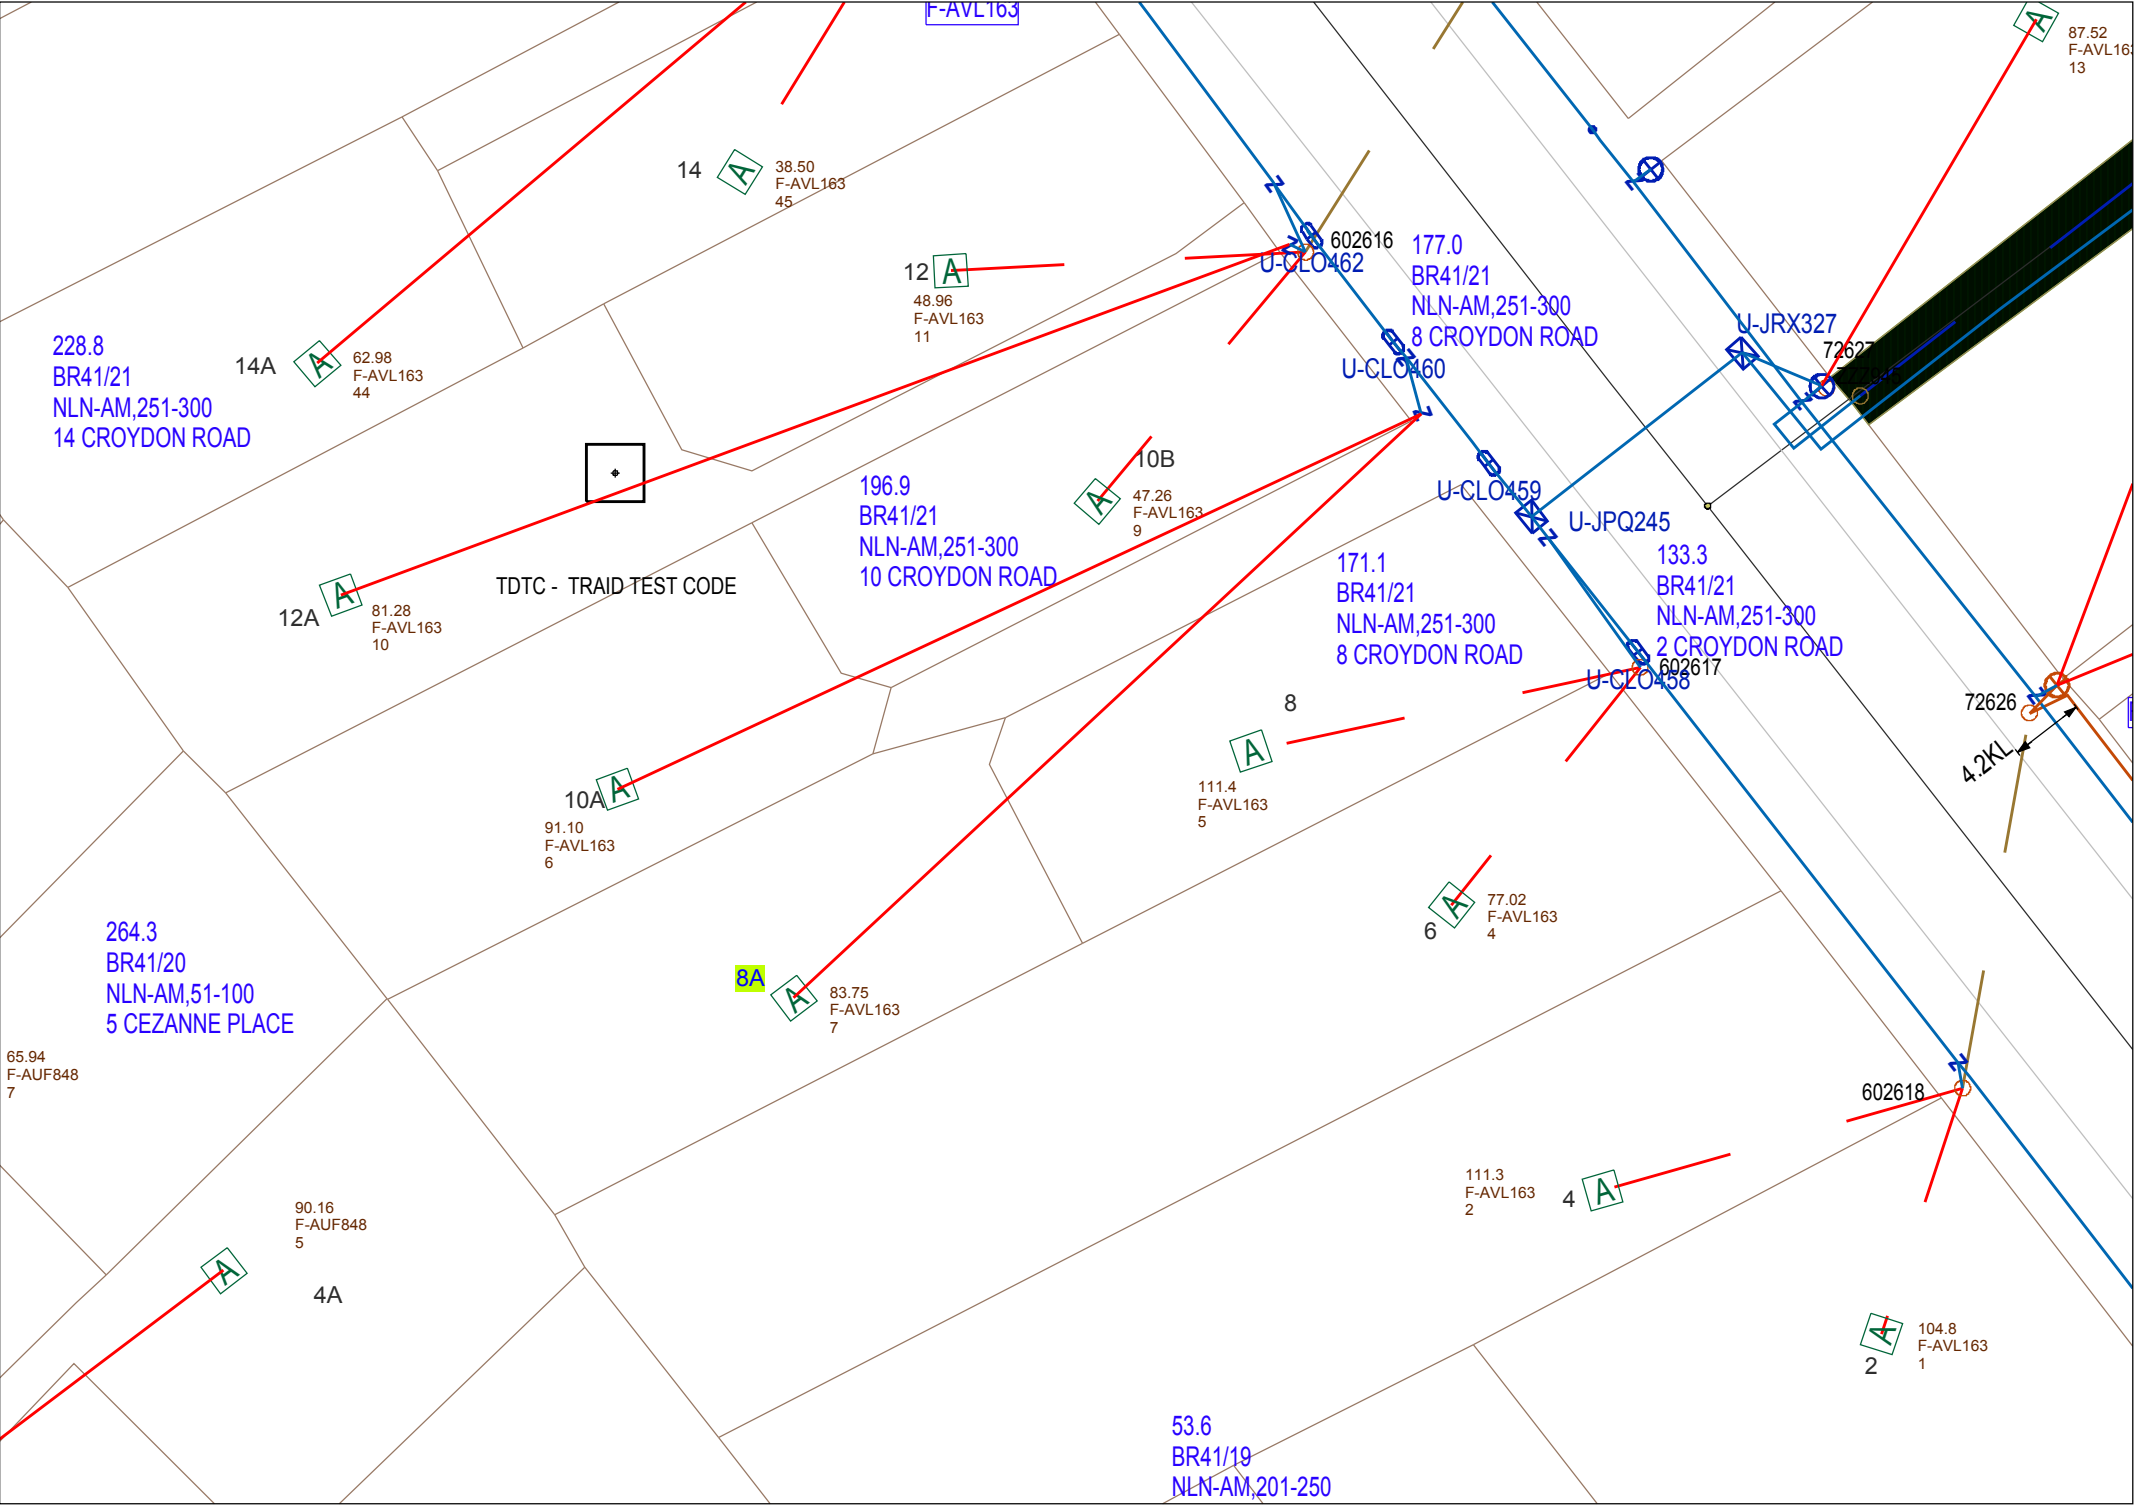 F-AVL163
87.52
F-AVL163
13
A
14
A
38.50
F-AVL163
45
12
A
48.96
F-AVL163
11
602616
U-CLO462
177.0
BR41/21
NLN-AM,251-300
8 CROYDON ROAD
U-CLO460
U-JRX327
72627
228.8
BR41/21
NLN-AM,251-300
14 CROYDON ROAD
14A
A
62.98
F-AVL163
44
10B
A
47.26
F-AVL163
9
196.9
BR41/21
NLN-AM,251-300
10 CROYDON ROAD
U-CLO459
U-JPQ245
171.1
BR41/21
NLN-AM,251-300
8 CROYDON ROAD
133.3
BR41/21
NLN-AM,251-300
2 CROYDON ROAD
602617
U-CLO458
TDTC - TRAID TEST CODE
12A
A
81.28
F-AVL163
10
72626
4.2KL
8
A
111.4
F-AVL163
5
10A
A
91.10
F-AVL163
6
6
A
77.02
F-AVL163
4
264.3
BR41/20
NLN-AM,51-100
5 CEZANNE PLACE
8A
A
83.75
F-AVL163
7
65.94
F-AUF848
7
602618
111.3
F-AVL163
2
4
A
90.16
F-AUF848
5
A
4A
A
2
104.8
F-AVL163
1
53.6
BR41/19
NLN-AM,201-250